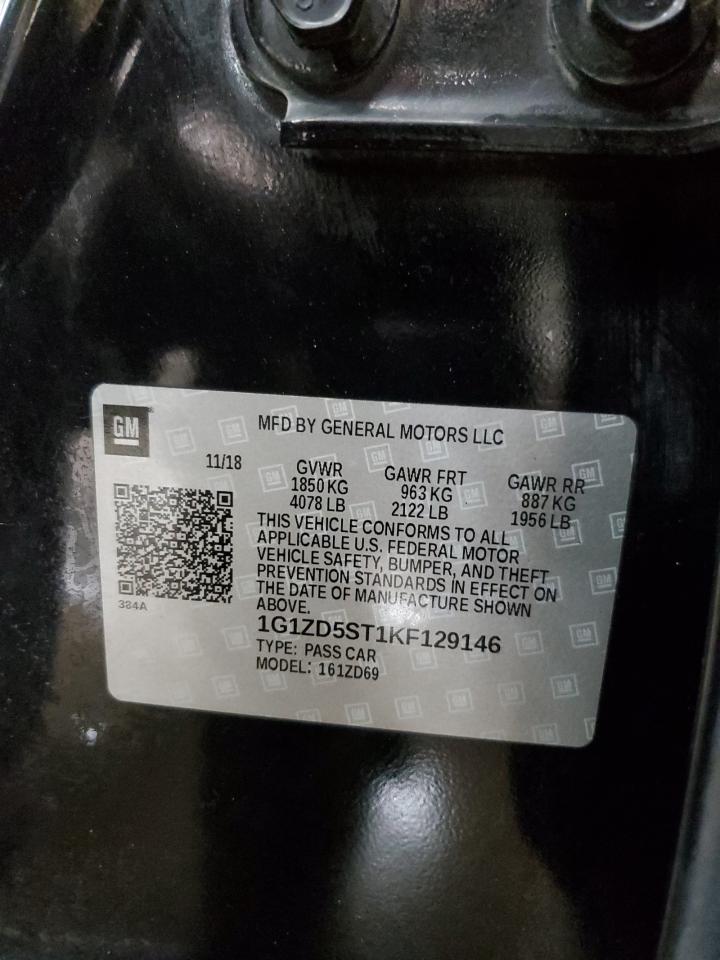 GM
MFD BY GENERAL MOTORS LLC
11/18
GVWR
1850 KG
4078 LB
GAWR FRT
963 KG
2122 LB
GAWR RR
887 KG
1956 LB
THIS VEHICLE CONFORMS TO ALL
APPLICABLE U.S. FEDERAL MOTOR
VEHICLE SAFETY, BUMPER, AND THEFT
PREVENTION STANDARDS IN EFFECT ON
THE DATE OF MANUFACTURE SHOWN
ABOVE.
384A
1G1ZD5ST1KF129146
TYPE: PASS CAR
MODEL: 161ZD69